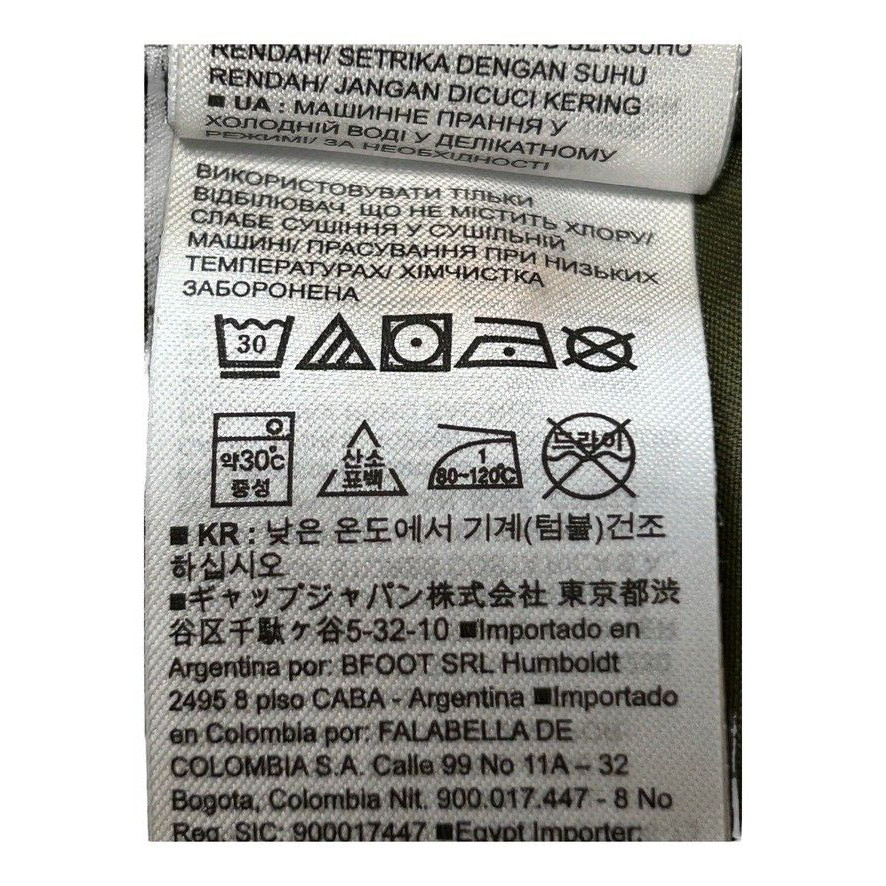 BERSUHU
RENDAH/ SETRIKA DENGAN SUHU
RENDAH/ JANGAN DICUCI KERING
■ UA : МАШИННЕ ПРАННЯ У
ХОЛОДНІЙ ВОДІ У ДЕЛІКАТНОМУ
РЕЖИМІ/ ЗА НЕОБХІДНОСТІ
ВИКОРИСТОВУВАТИ ТІЛЬКИ
ВІДБІЛЮВАЧ, ЩО НЕ МІСТИТЬ ХЛОРУ/
СЛАБЕ СУШІННЯ У СУШІЛЬНІЙ
МАШИНІ/ ПРАСУВАННЯ ПРИ НИЗЬКИХ
ТЕМПЕРАТУРАХ/ ХІМЧИСТКА
ЗАБОРОНЕНА
30
약30℃
중성
산소
표백
1
80~120℃
드라이
■ KR : 낮은 온도에서 기계(텀블)건조
하십시오
■ギャップジャパン株式会社 東京都渋
谷区千駄ヶ谷5-32-10 ■Importado en
Argentina por: BFOOT SRL Humboldt
2495 8 piso CABA - Argentina ■Importado
en Colombia por: FALABELLA DE
COLOMBIA S.A. Calle 99 No 11A – 32
Bogota, Colombia Nit. 900.017.447 - 8 No
Reg. SIC: 900017447 ■Egypt Importer: